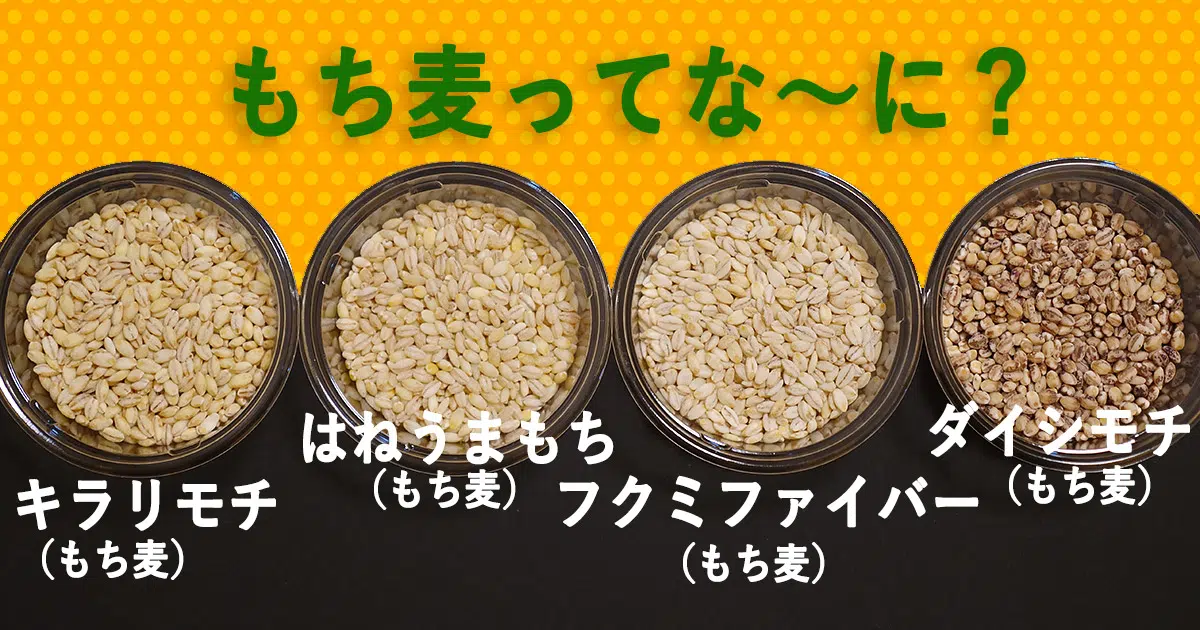 もち麦ってな〜に？
キラリモチ
（もち麦）
はねうまもち
（もち麦）
フクミファイバー
（もち麦）
ダイシモチ
（もち麦）